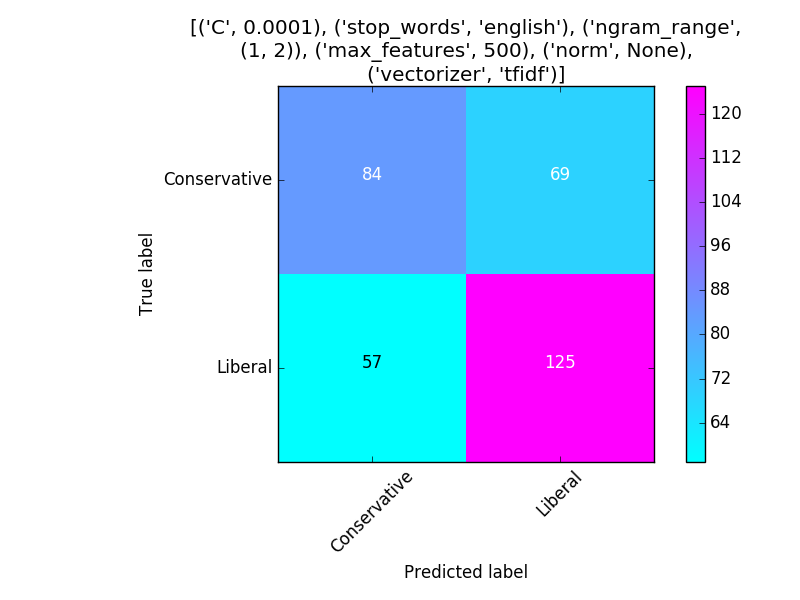 [('C', 0.0001), ('stop_words', 'english'), ('ngram_range',
(1, 2)), ('max_features', 500), ('norm', None),
('vectorizer', 'tfidf')]
120
112
104
96
88
80
72
64
True label
Conservative
84
69
Liberal
57
125
Conservative
Liberal
Predicted label